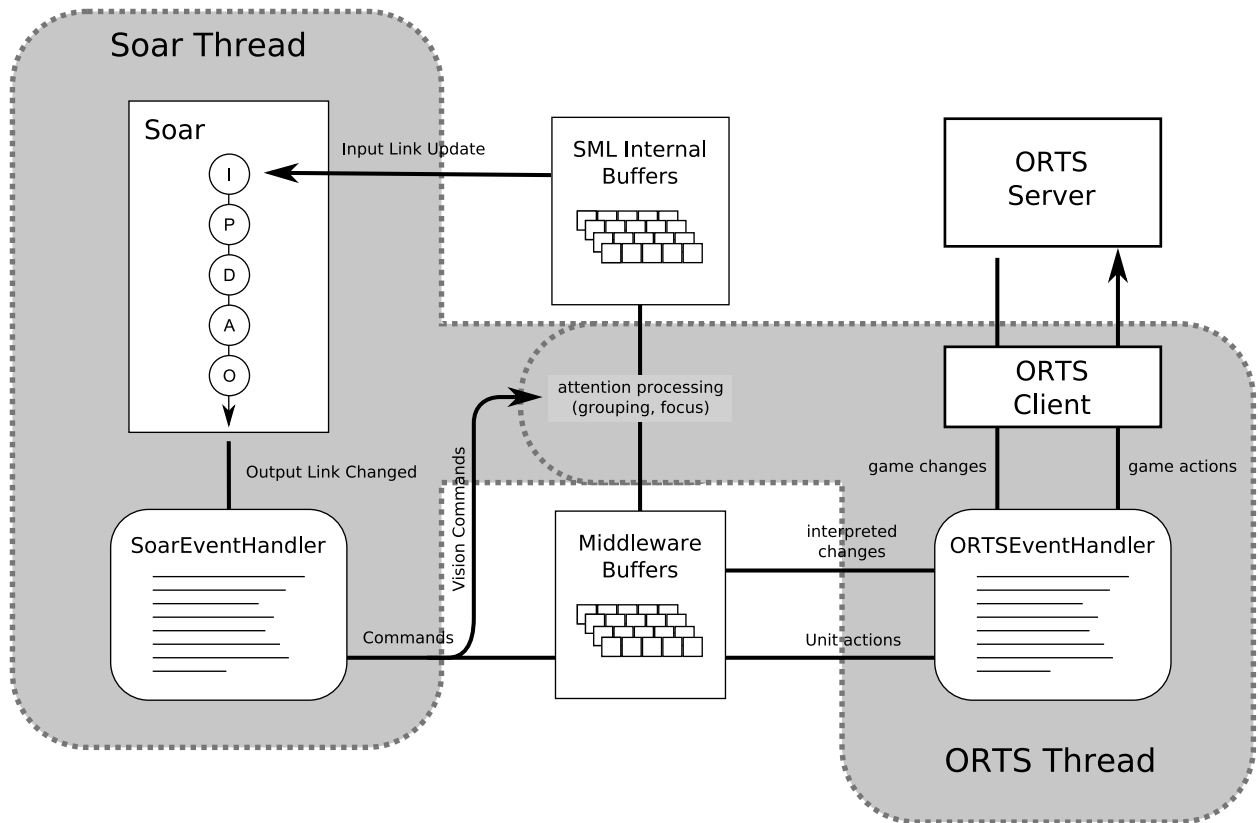 Soar Thread
Soar
I
P
D
A
O
Input Link Update
SML Internal
Buffers
ORTS
Server
attention processing
(grouping, focus)
ORTS
Client
Output Link Changed
Vision Commands
game changes
game actions
SoarEventHandler
Commands
Middleware
Buffers
interpreted
changes
Unit actions
ORTSEventHandler
ORTS Thread